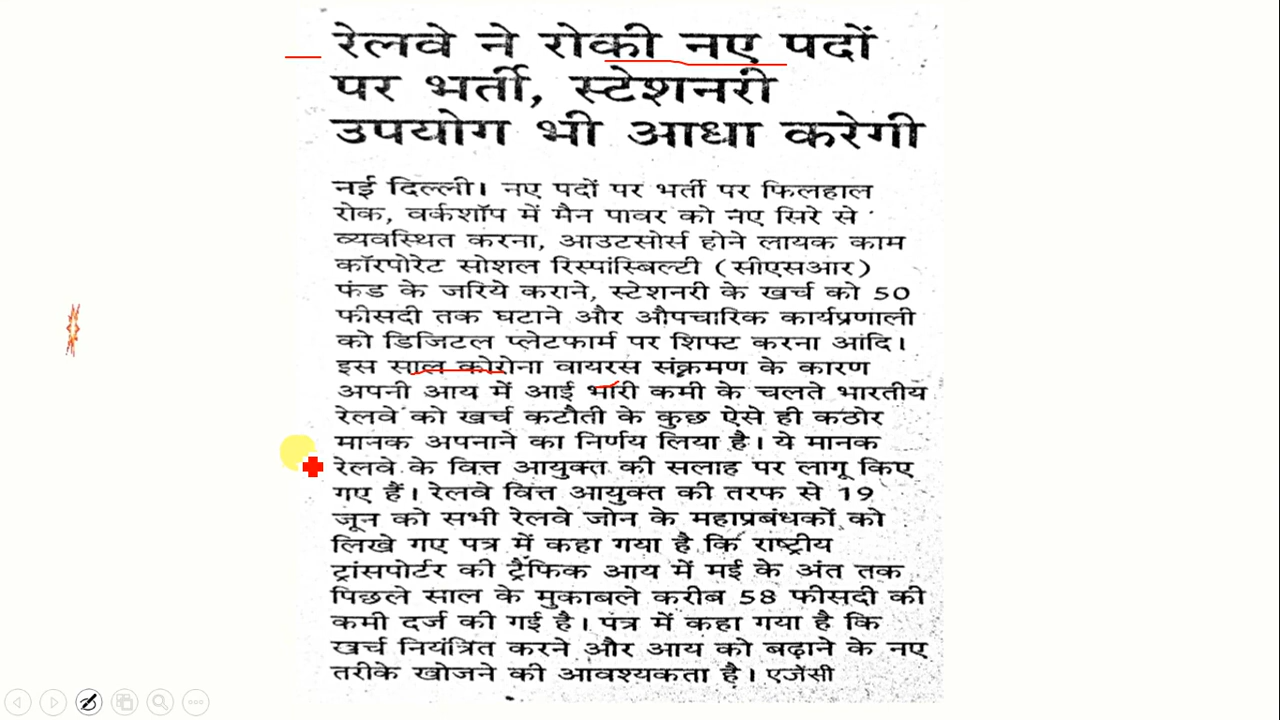 रेलवे ने रोकी नए पदों
पर भर्ती, स्टेशनरी
उपयोग भी आधा करेगी
नई दिल्ली। नए पदों पर भर्ती पर फिलहाल
रोक, वर्कशॉप में मैन पावर को नए सिरे से
व्यवस्थित करना, आउटसोर्स होने लायक काम
कॉरपोरेट सोशल रिस्पांस्बिल्टी (सीएसआर)
फंड के जरिये कराने, स्टेशनरी के खर्च को 50
फीसदी तक घटाने और औपचारिक कार्यप्रणाली
को डिजिटल प्लेटफार्म पर शिफ्ट करना आदि।
इस साल कोरोना वायरस संक्रमण के कारण
अपनी आय में आई भारी कमी के चलते भारतीय
रेलवे को खर्च कटौती के कुछ ऐसे ही कठोर
मानक अपनाने का निर्णय लिया है। ये मानक
रेलवे के वित्त आयुक्त की सलाह पर लागू किए
गए हैं। रेलवे वित्त आयुक्त की तरफ से 19
जून को सभी रेलवे जोन के महाप्रबंधकों को
लिखे गए पत्र में कहा गया है कि राष्ट्रीय
ट्रांसपोर्टर की ट्रैफिक आय में मई के अंत तक
पिछले साल के मुकाबले करीब 58 फीसदी की
कमी दर्ज की गई है। पत्र में कहा गया है कि
खर्च नियंत्रित करने और आय को बढ़ाने के नए
तरीके खोजने की आवश्यकता है। एजेंसी